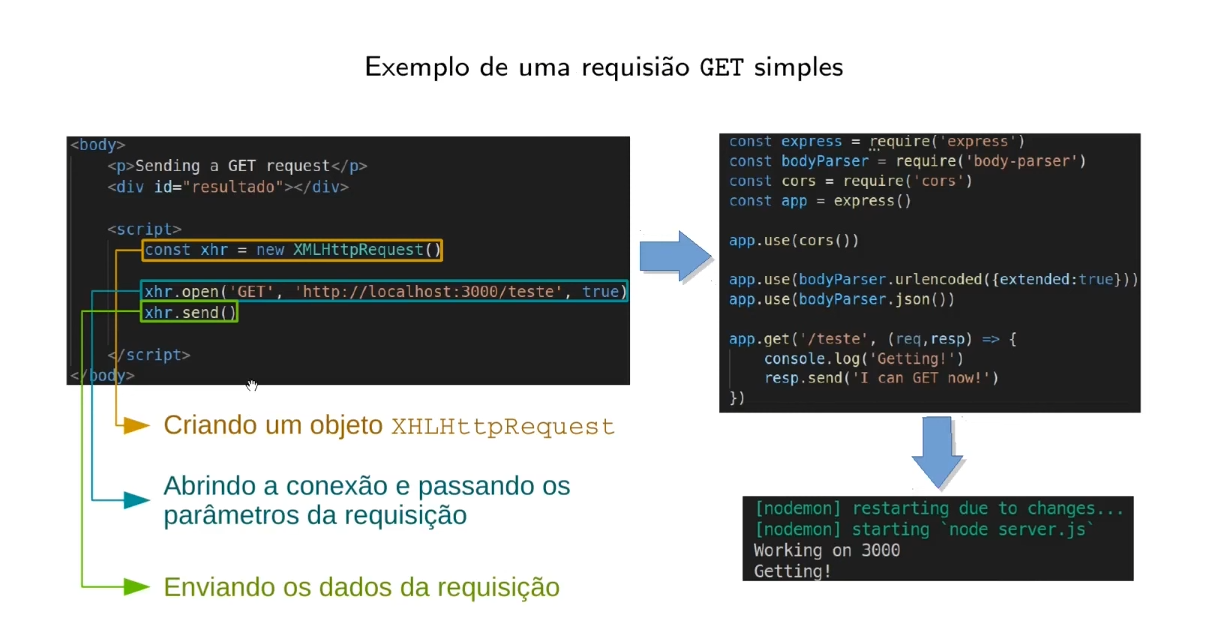 Exemplo de uma requisião GET simples
<body>
<p>Sending a GET request</p>
<div id="resultado"></div>
<script>
const xhr = new XMLHttpRequest()
xhr.open('GET', 'http://localhost:3000/teste', true)
xhr.send()
</script>
</body>
Criando um objeto XHLHttpRequest
Abrindo a conexão e passando os
parâmetros da requisição
Enviando os dados da requisição
const express = require('express')
const bodyParser = require('body-parser')
const cors = require('cors')
const app = express()
app.use(cors())
app.use(bodyParser.urlencoded({extended:true}))
app.use(bodyParser.json())
app.get('/teste', (req,resp) => {
console.log('Getting!')
resp.send('I can GET now!')
})
[nodemon] restarting due to changes...
[nodemon] starting `node server.js`
Working on 3000
Getting!